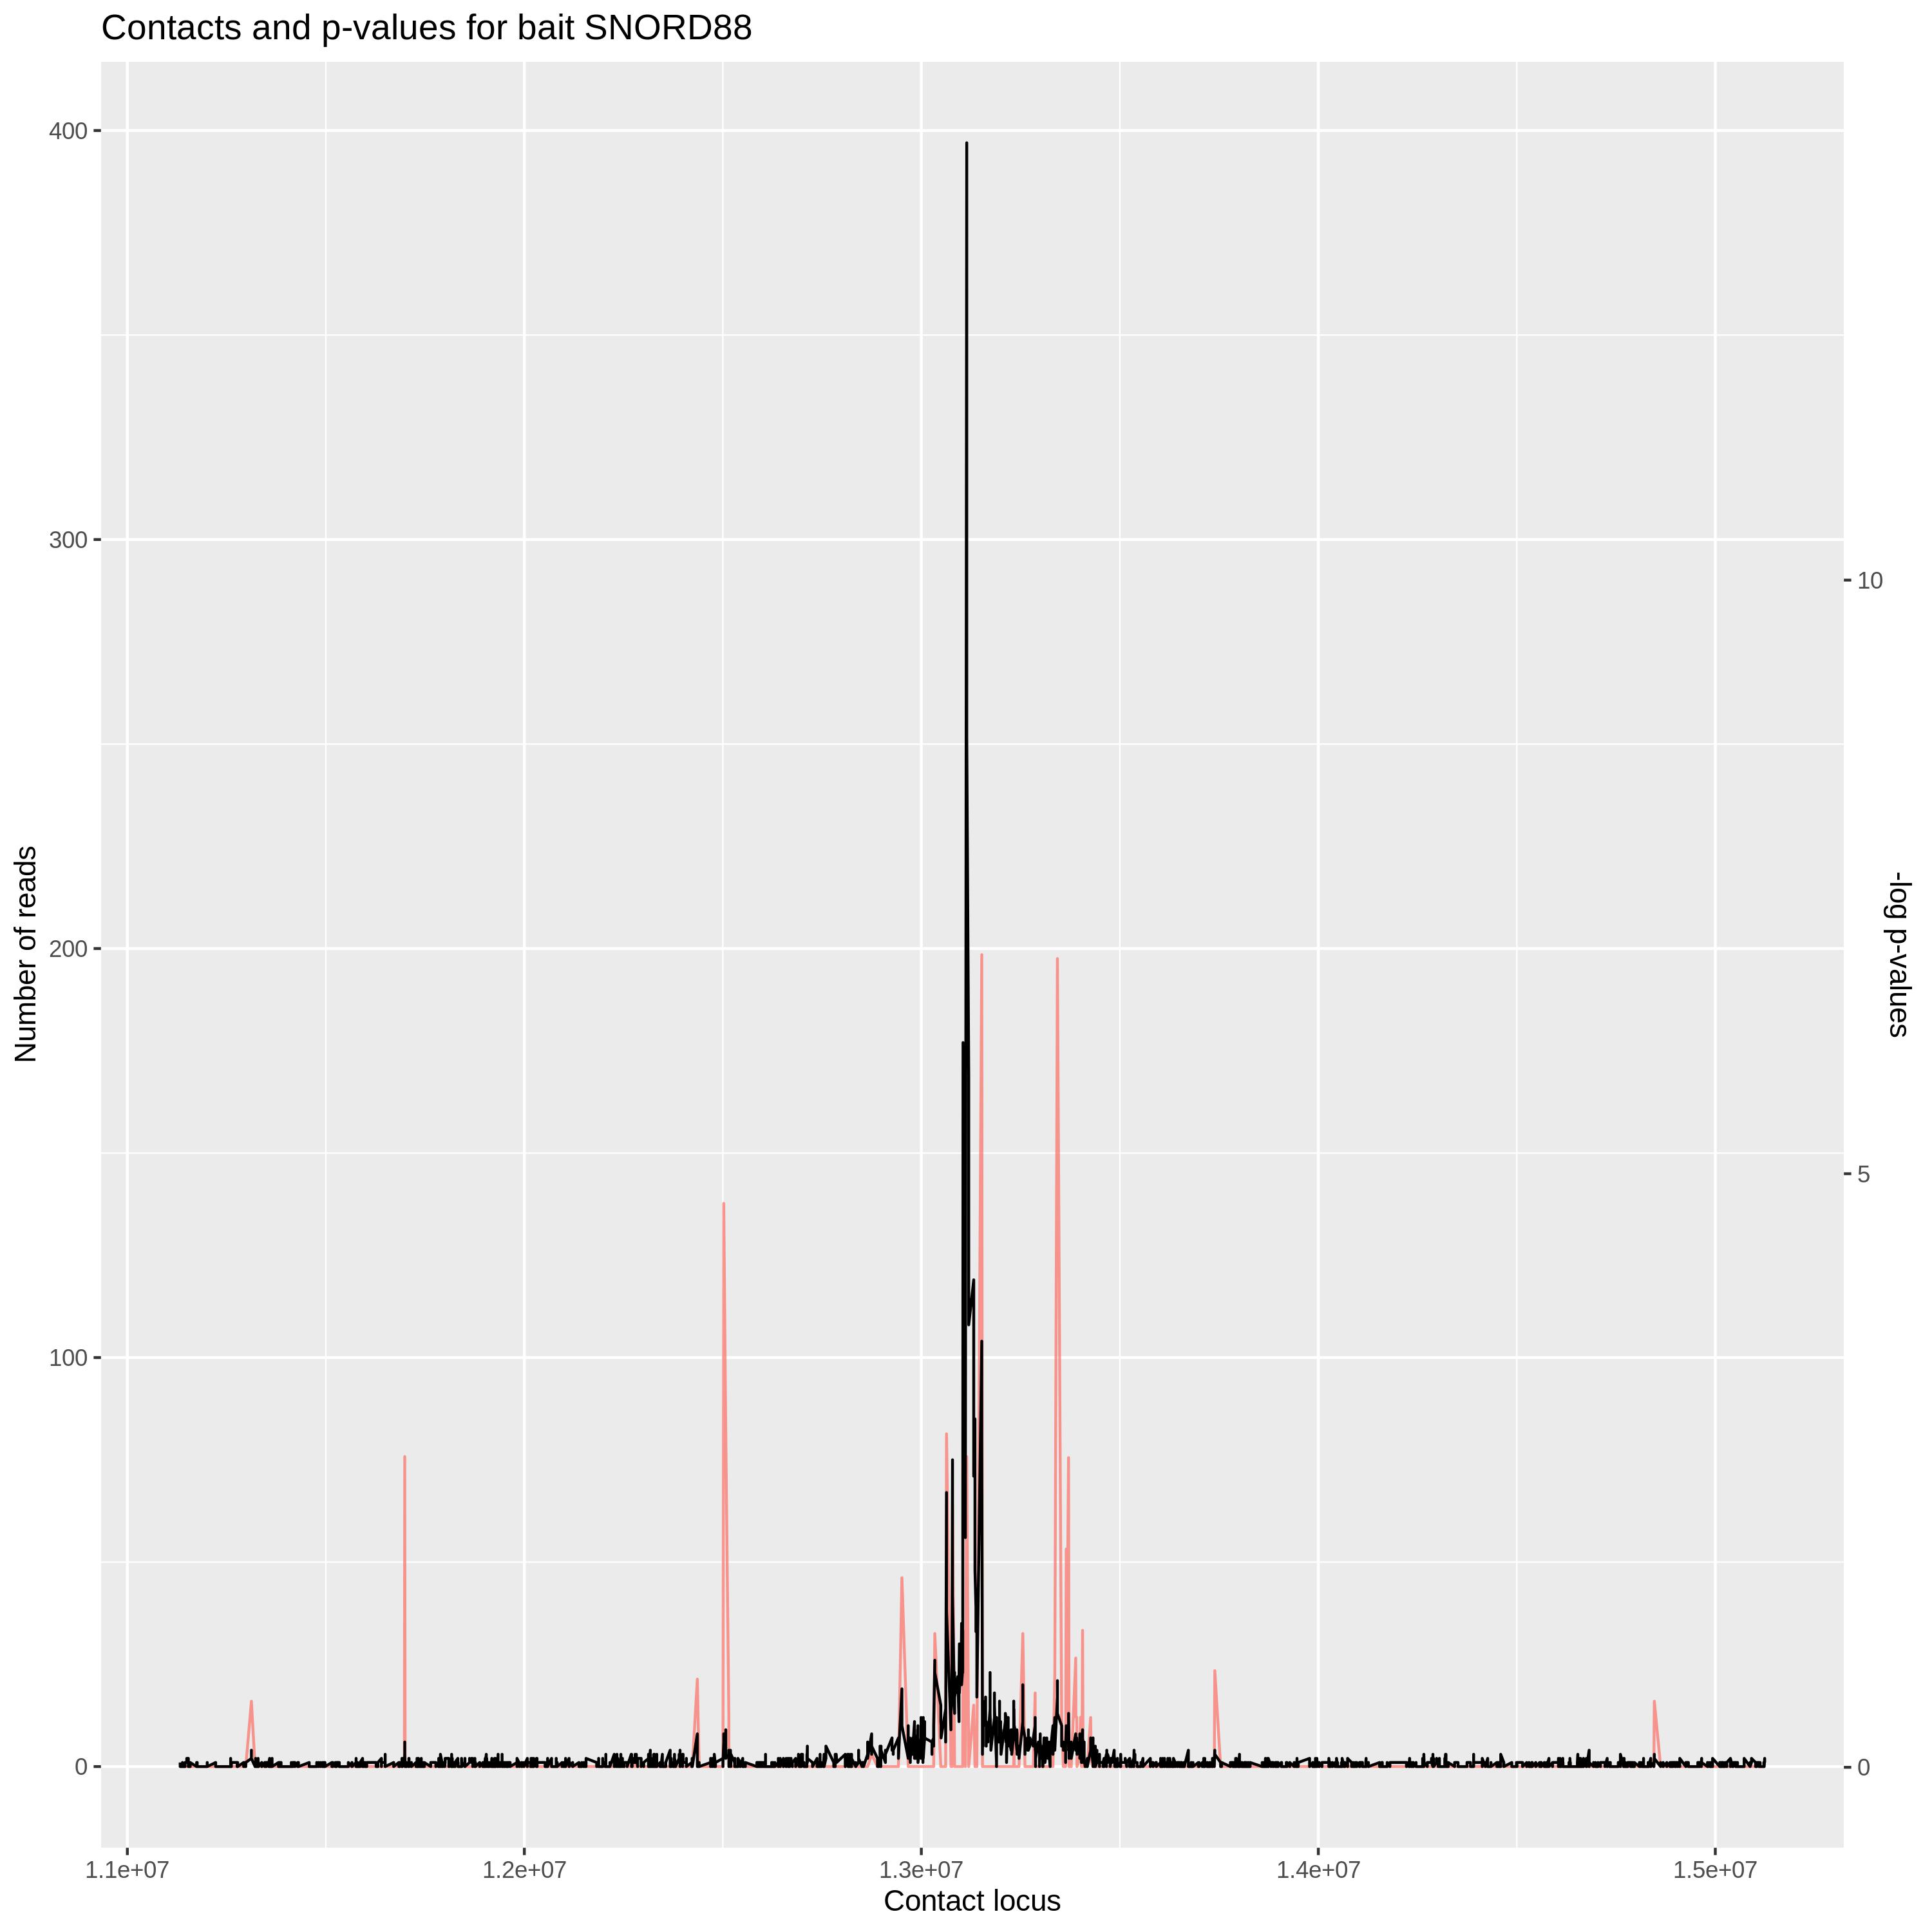 Contacts and p-values for bait SNORD88
400
300
200
100
0
Number of reads
10
5
0
-log p-values
1.1e+07
1.2e+07
1.3e+07
1.4e+07
1.5e+07
Contact locus